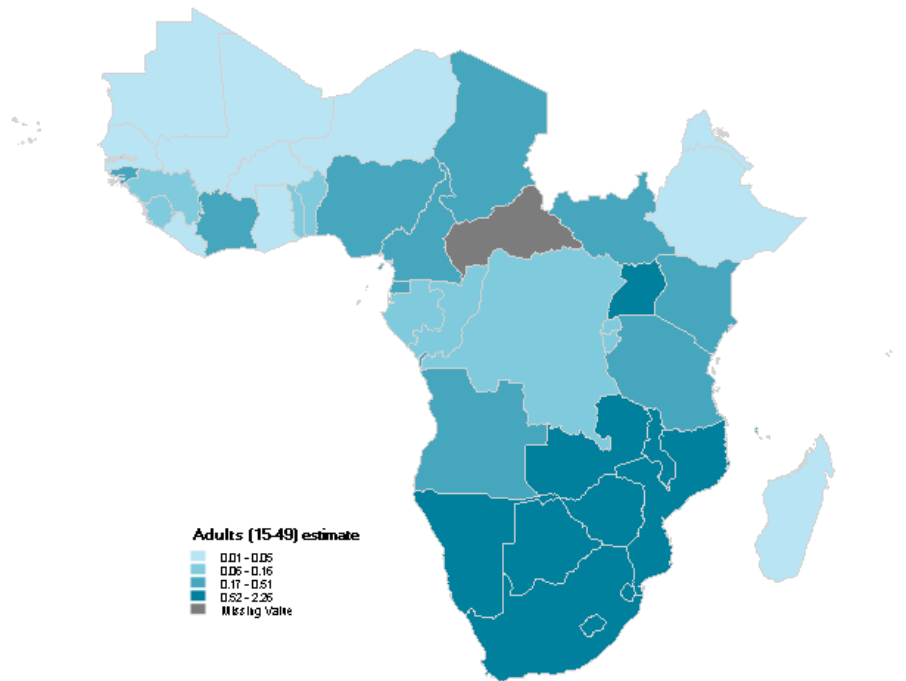 Adults (15-49) estimate
0.01 - 0.05
0.06 - 0.16
0.17 - 0.51
0.52 - 2.26
Missing Value